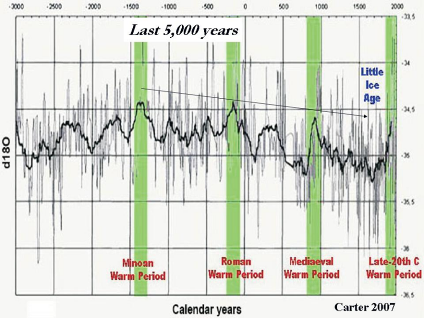 -3000 -2500 -2000 -1500 -1000 -500 0 500 1000 1500 2000
Last 5,000 years
-33,5
-34
-34,5
-35
-35,5
-36
-36,5
d18O
Little
Ice
Age
Minoan
Warm Period
Roman
Warm Period
Mediaeval
Warm Period
Late-20th C
Warm Period
Calendar years
Carter 2007